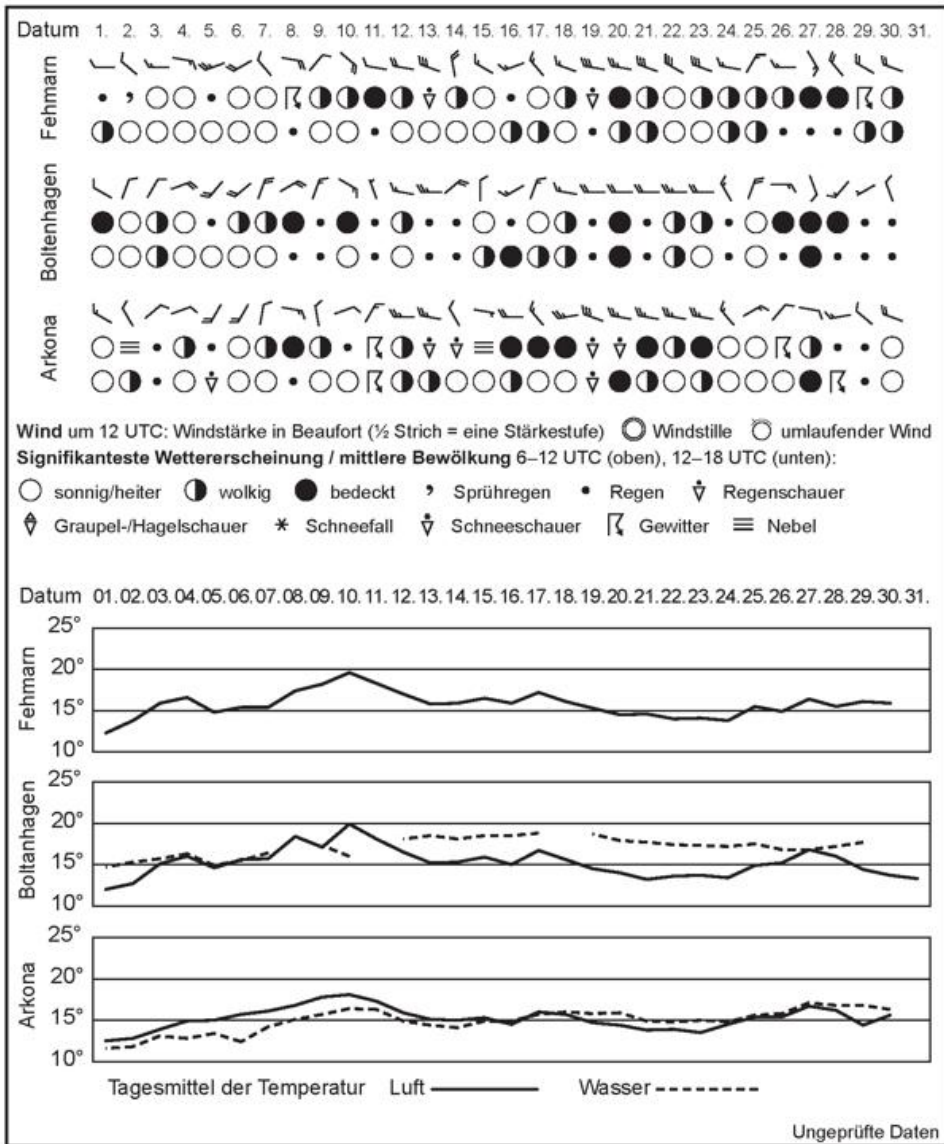 Datum 1. 2. 3. 4. 5. 6. 7. 8. 9. 10. 11. 12. 13. 14. 15. 16. 17. 18. 19. 20. 21. 22. 23. 24. 25. 26. 27. 28. 29. 30. 31.
Fehmarn
Boltenhagen
Arkona
Wind um 12 UTC: Windstärke in Beaufort (½ Strich = eine Stärkestufe) Windstille umlaufender Wind
Signifikanteste Wettererscheinung / mittlere Bewölkung 6–12 UTC (oben), 12–18 UTC (unten):
sonnig/heiter wolkig bedeckt Sprühregen Regen Regenschauer
Graupel-/Hagelschauer Schneefall Schneeschauer Gewitter Nebel
Datum 01. 02. 03. 04. 05. 06. 07. 08. 09. 10. 11. 12. 13. 14. 15. 16. 17. 18. 19. 20. 21. 22. 23. 24. 25. 26. 27. 28. 29. 30. 31.
Fehmarn
25°
20°
15°
10°
Boltanhagen
25°
20°
15°
10°
Arkona
25°
20°
15°
10°
Tagesmittel der Temperatur Luft Wasser
Ungeprüfte Daten